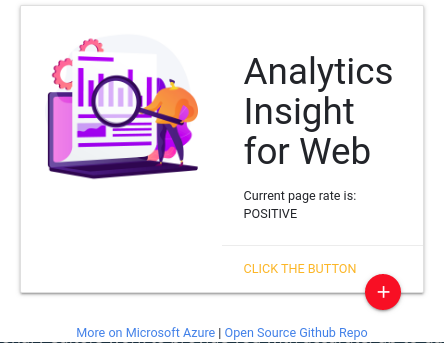 Analytics
Insight
for Web
Current page rate is:
POSITIVE
CLICK THE BUTTON
+
More on Microsoft Azure | Open Source Github Repo